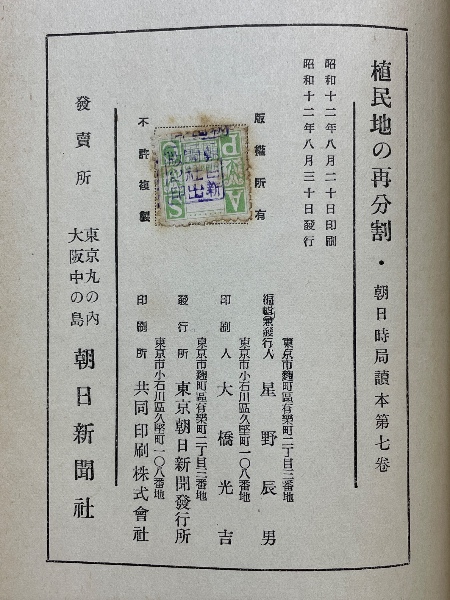 植民地の再分割・朝日時局讀本第七卷
昭和十二年八月二十日印刷
昭和十二年八月三十日發行
版權所有
不許複製
東京市麴町區有樂町二丁目三番地
編輯兼發行人 星野辰男
東京市小石川區久堅町一〇八番地
印刷人 大橋光吉
東京市麴町區有樂町二丁目三番地
發行所 東京朝日新聞發行所
東京市小石川區久堅町一〇八番地
印刷所 共同印刷株式會社
發賣所
東京丸の內
大阪中の島
朝日新聞社